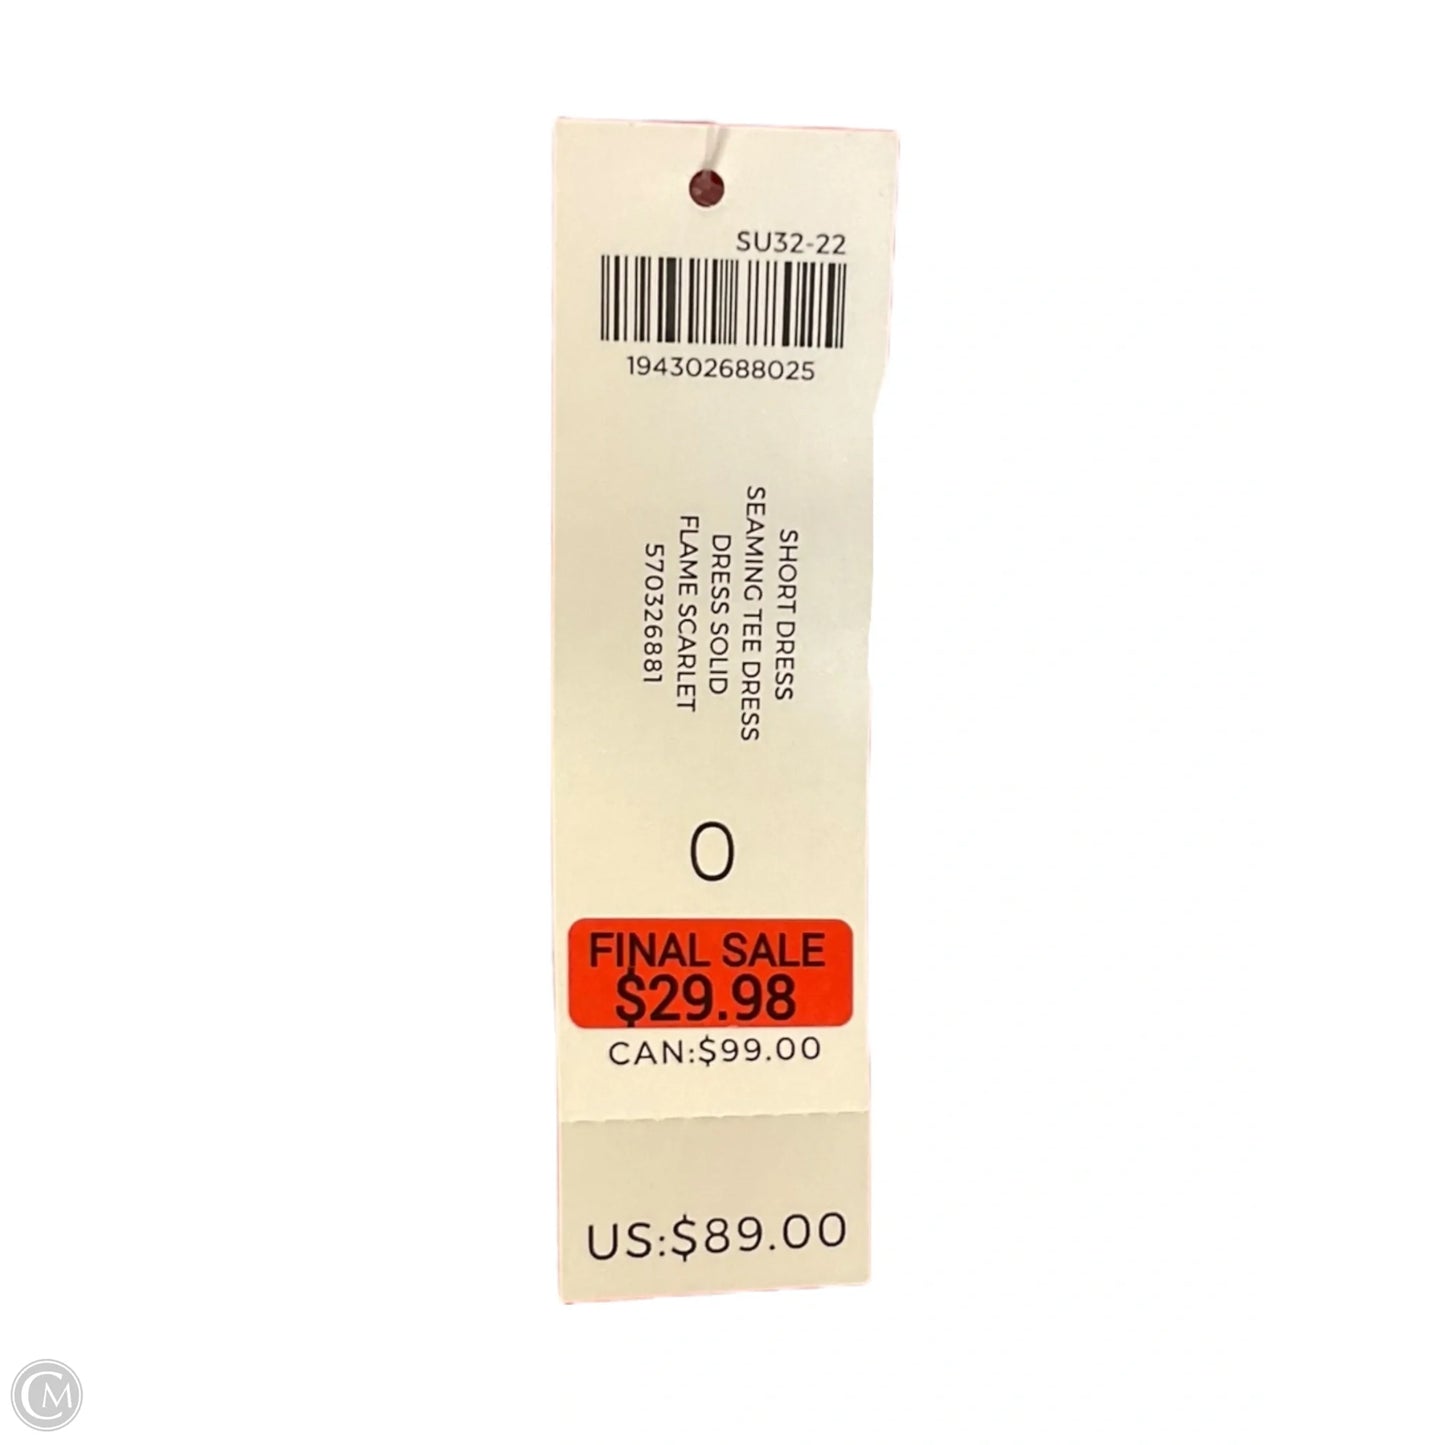 SU32-22
194302688025
SHORT DRESS
SEAMING TEE DRESS
DRESS SOLID
FLAME SCARLET
570326881
0
FINAL SALE
$29.98
CAN:$99.00
US:$89.00
CM